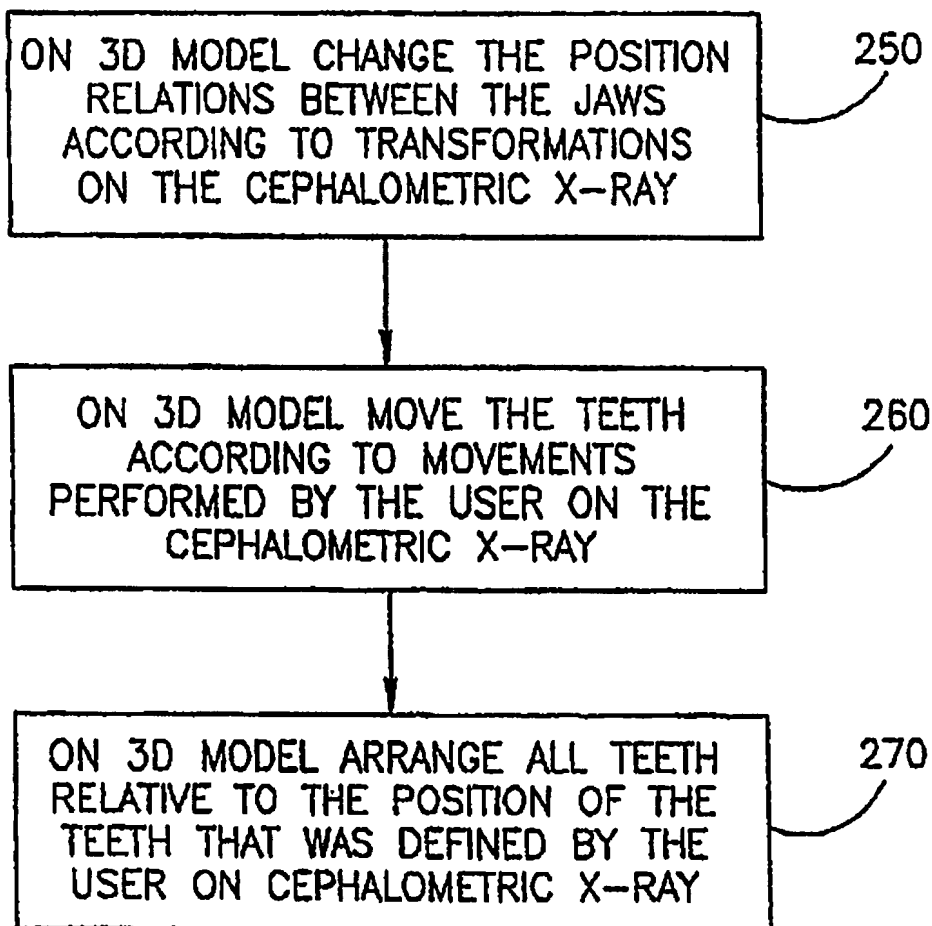 ON 3D MODEL CHANGE THE POSITION
RELATIONS BETWEEN THE JAWS
ACCORDING TO TRANSFORMATIONS
ON THE CEPHALOMETRIC X-RAY
250
ON 3D MODEL MOVE THE TEETH
ACCORDING TO MOVEMENTS
PERFORMED BY THE USER ON THE
CEPHALOMETRIC X-RAY
260
ON 3D MODEL ARRANGE ALL TEETH
RELATIVE TO THE POSITION OF THE
TEETH THAT WAS DEFINED BY THE
USER ON CEPHALOMETRIC X-RAY
270